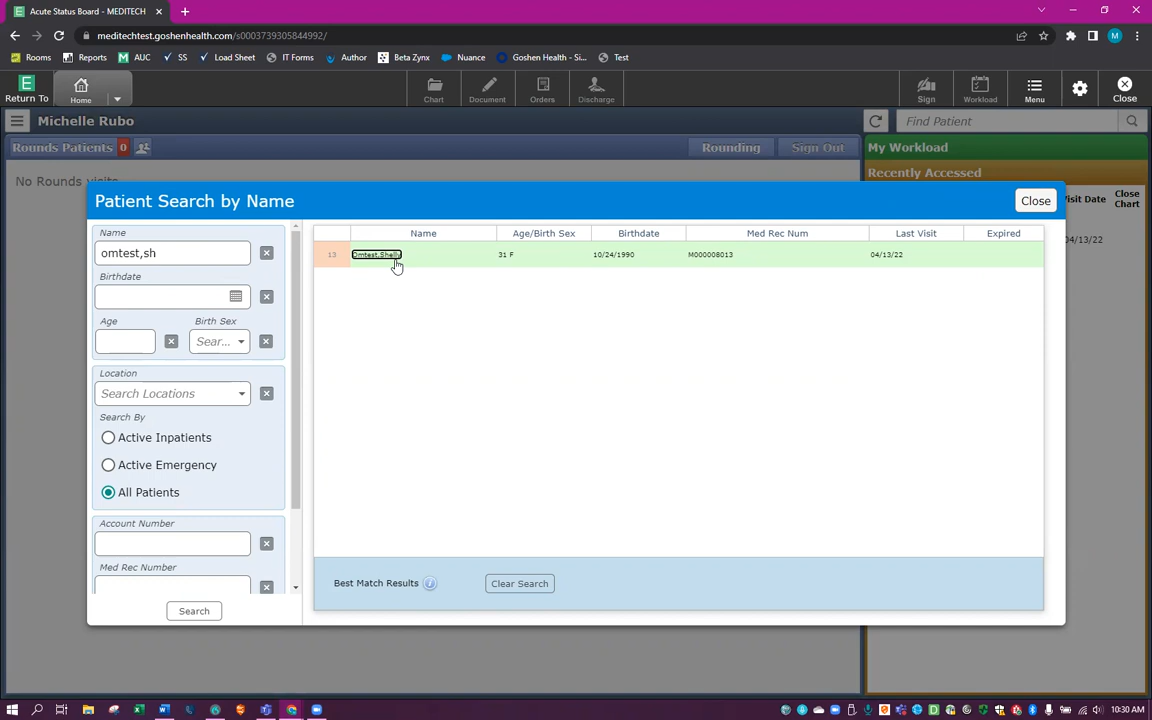 Acute Status Board - MEDITECH
meditechtest.goshenhealth.com/s0003739305844992/
M
Rooms Reports AUC SS Load Sheet IT Forms Author Beta Zynx Nuance Goshen Health - Si... Test
Return To Home Chart Document Orders Discharge Sign Workload Menu Close
Michelle Rubo Find Patient
Rounds Patients 0 Rounding Sign Out My Workload
No Rounds visits Recently Accessed
Patient Search by Name Close
Visit Date Close Chart
04/13/22
Name
omtest,sh
Birthdate
Age Birth Sex
Sear...
Location
Search Locations
Search By
Active Inpatients
Active Emergency
All Patients
Account Number
Med Rec Number
Search
Name Age/Birth Sex Birthdate Med Rec Num Last Visit Expired
13 Omtest,Shelly 31 F 10/24/1990 M000008013 04/13/22
Best Match Results Clear Search
10:30 AM